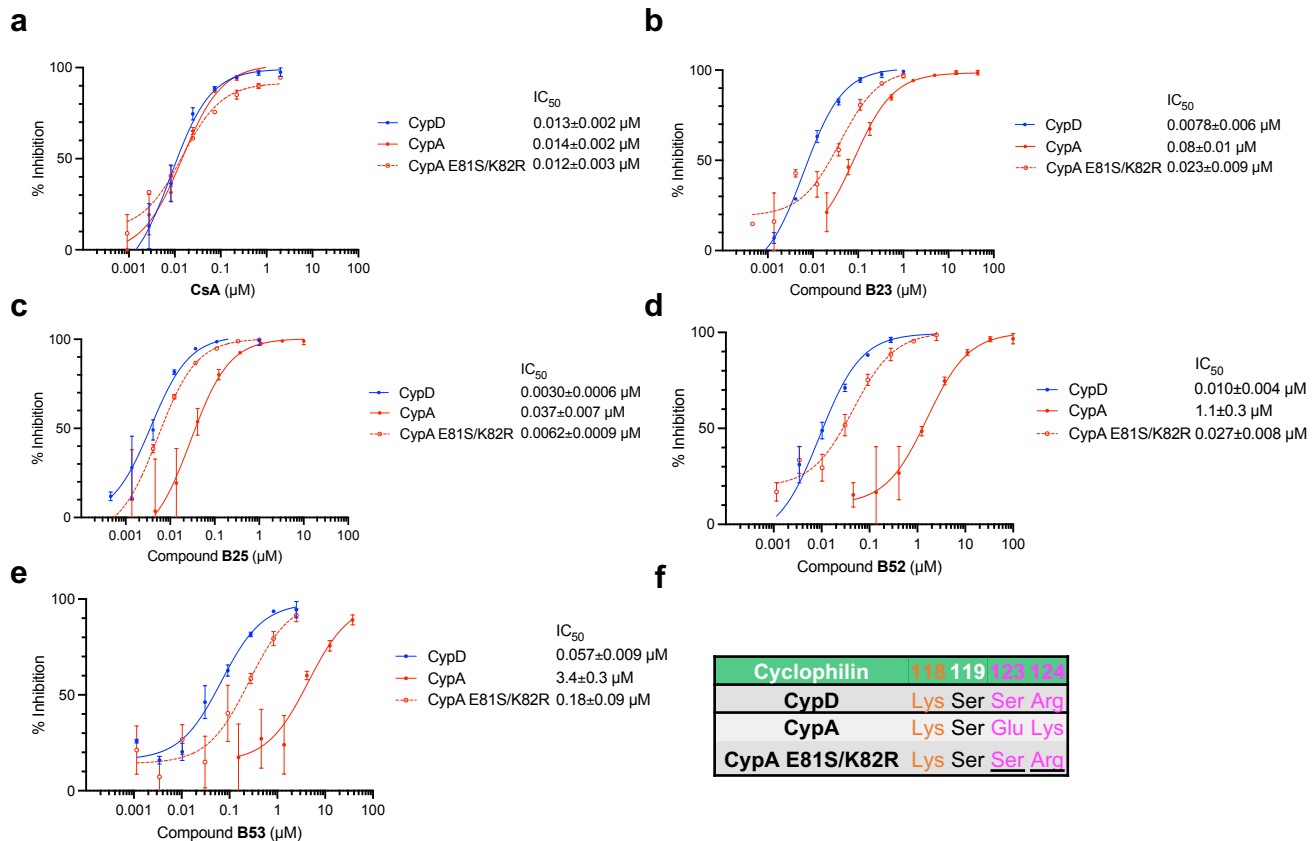 a
% Inhibition
100
50
0
0.001 0.01 0.1 1 10 100
CsA (µM)
IC50
CypD 0.013±0.002 µM
CypA 0.014±0.002 µM
CypA E81S/K82R 0.012±0.003 µM
b
% Inhibition
100
50
0
0.001 0.01 0.1 1 10 100
Compound B23 (µM)
IC50
CypD 0.0078±0.006 µM
CypA 0.08±0.01 µM
CypA E81S/K82R 0.023±0.009 µM
c
% Inhibition
100
50
0
0.001 0.01 0.1 1 10 100
Compound B25 (µM)
IC50
CypD 0.0030±0.0006 µM
CypA 0.037±0.007 µM
CypA E81S/K82R 0.0062±0.0009 µM
d
% Inhibition
100
50
0
0.001 0.01 0.1 1 10 100
Compound B52 (µM)
IC50
CypD 0.010±0.004 µM
CypA 1.1±0.3 µM
CypA E81S/K82R 0.027±0.008 µM
e
% Inhibition
100
50
0
0.001 0.01 0.1 1 10 100
Compound B53 (µM)
IC50
CypD 0.057±0.009 µM
CypA 3.4±0.3 µM
CypA E81S/K82R 0.18±0.09 µM
f
Cyclophilin 118 119 123 124
CypD Lys Ser Ser Arg
CypA Lys Ser Glu Lys
CypA E81S/K82R Lys Ser Ser Arg